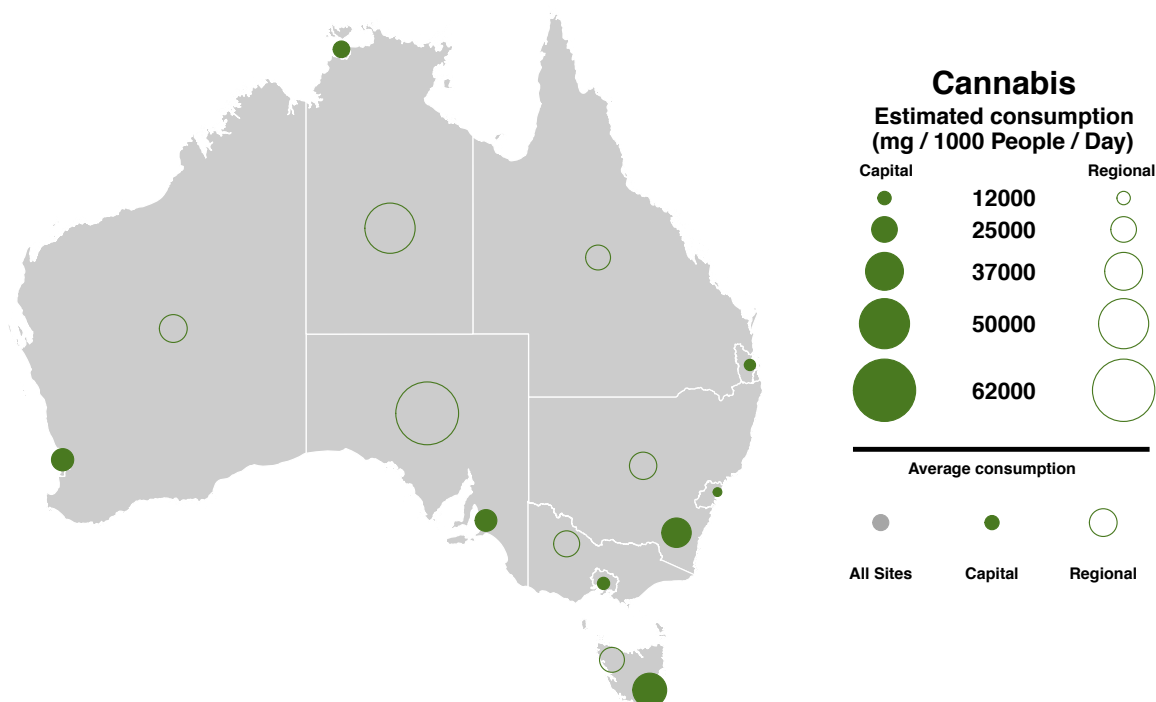 Cannabis
Estimated consumption
(mg / 1000 People / Day)
Capital Regional
12000
25000
37000
50000
62000
Average consumption
All Sites Capital Regional